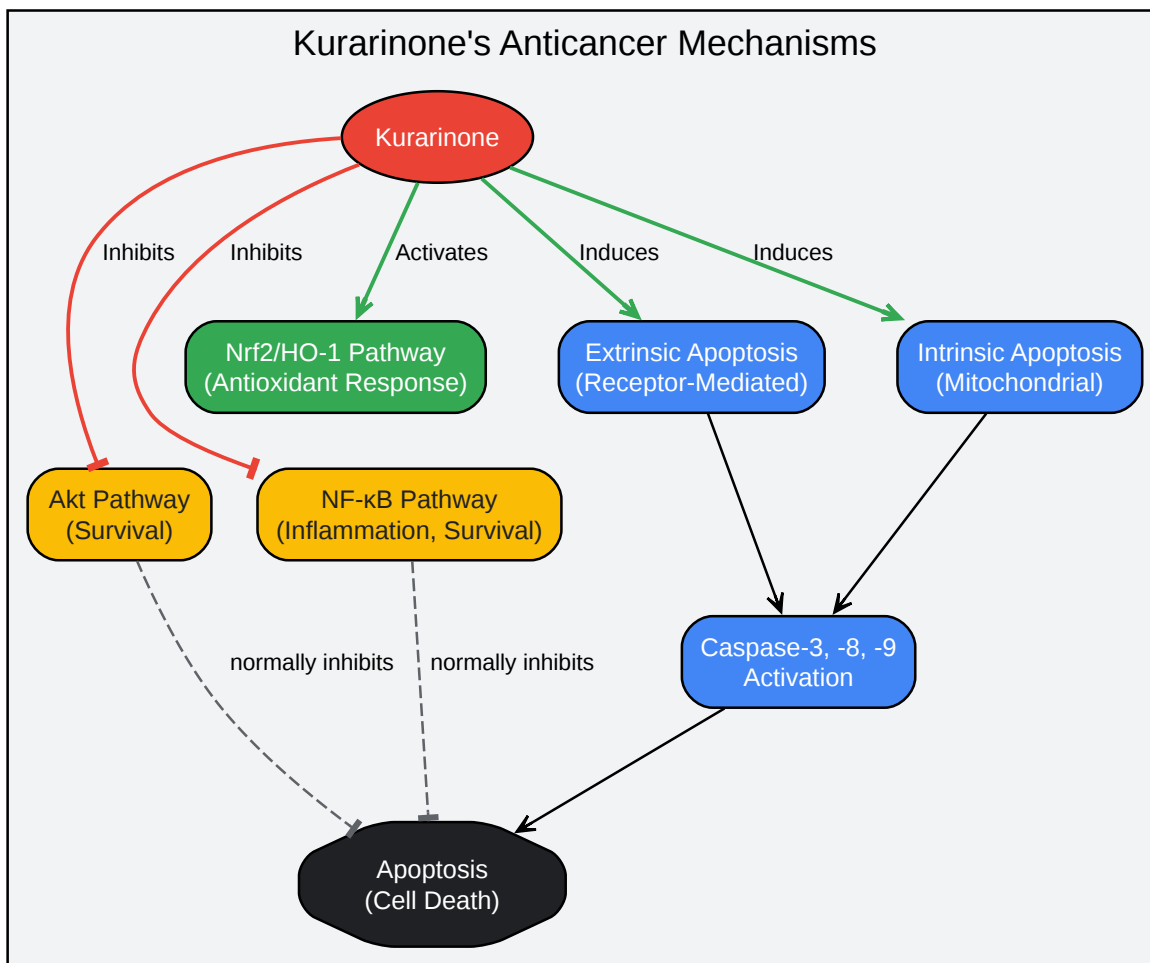 Kurarinone's Anticancer Mechanisms
Kurarinone
Inhibits
Inhibits
Activates
Induces
Induces
Nrf2/HO-1 Pathway
(Antioxidant Response)
Extrinsic Apoptosis
(Receptor-Mediated)
Intrinsic Apoptosis
(Mitochondrial)
Akt Pathway
(Survival)
NF-κB Pathway
(Inflammation, Survival)
normally inhibits
normally inhibits
Caspase-3, -8, -9
Activation
Apoptosis
(Cell Death)